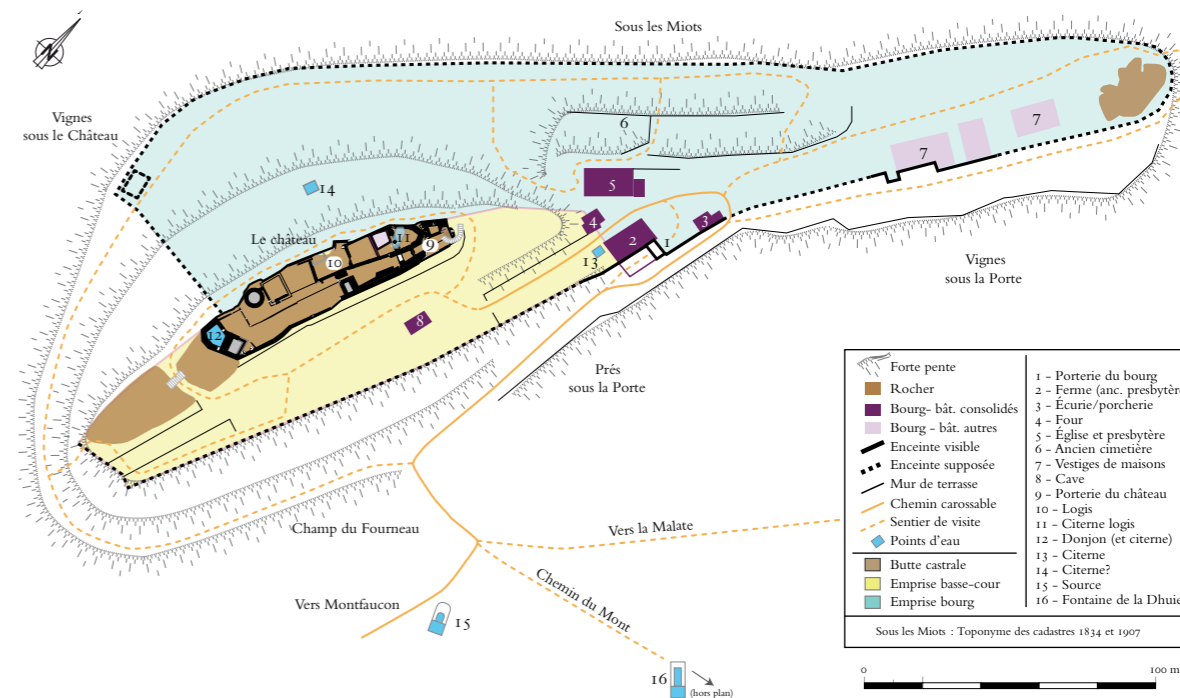 Sous les Miots
Vignes
sous le Château
6
7
7
14
5
Le château
11
9
10
4
3
2
1
13
12
8
Vignes
sous la Porte
Prés
sous la Porte
Champ du Fourneau
Vers la Malate
Vers Montfaucon
Chemin du Mont
15
16
(hors plan)
Forte pente
Rocher
Bourg- bât. consolidés
Bourg - bât. autres
Enceinte visible
Enceinte supposée
Mur de terrasse
Chemin carossable
Sentier de visite
Points d'eau
Butte castrale
Emprise basse-cour
Emprise bourg
1 - Porterie du bourg
2 - Ferme (anc. presbytère
3 - Écurie/porcherie
4 - Four
5 - Église et presbytère
6 - Ancien cimetière
7 - Vestiges de maisons
8 - Cave
9 - Porterie du château
10 - Logis
11 - Citerne logis
12 - Donjon (et citerne)
13 - Citerne
14 - Citerne?
15 - Source
16 - Fontaine de la Dhuie
Sous les Miots : Toponyme des cadastres 1834 et 1907
0
100 m